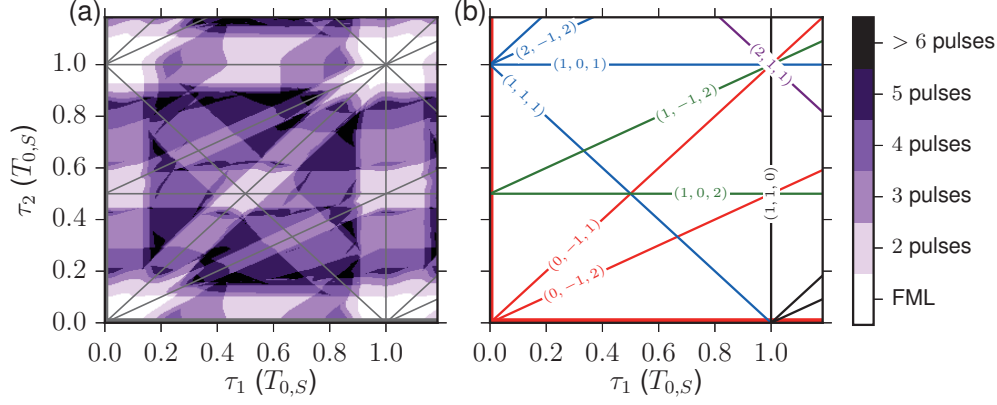 (a)
(b)
τ₂ (T₀,S)
1.0
0.8
0.6
0.4
0.2
0.0
0.0 0.2 0.4 0.6 0.8 1.0
τ₁ (T₀,S)
(2, −1, 2)
(1, 0, 1)
(2, 1, 1)
(1, 1, 1)
(1, −1, 2)
(1, 0, 2)
(1, 1, 0)
(0, −1, 1)
(0, −1, 2)
0.0 0.2 0.4 0.6 0.8 1.0
τ₁ (T₀,S)
> 6 pulses
5 pulses
4 pulses
3 pulses
2 pulses
FML